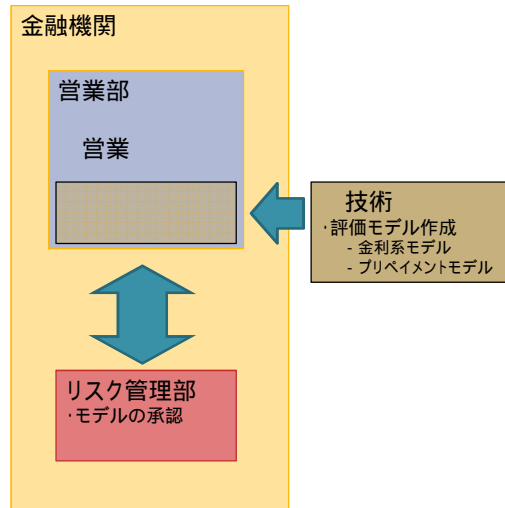 金融機関
営業部
営業
技術
・評価モデル作成
- 金利系モデル
- プリペイメントモデル
リスク管理部
・モデルの承認